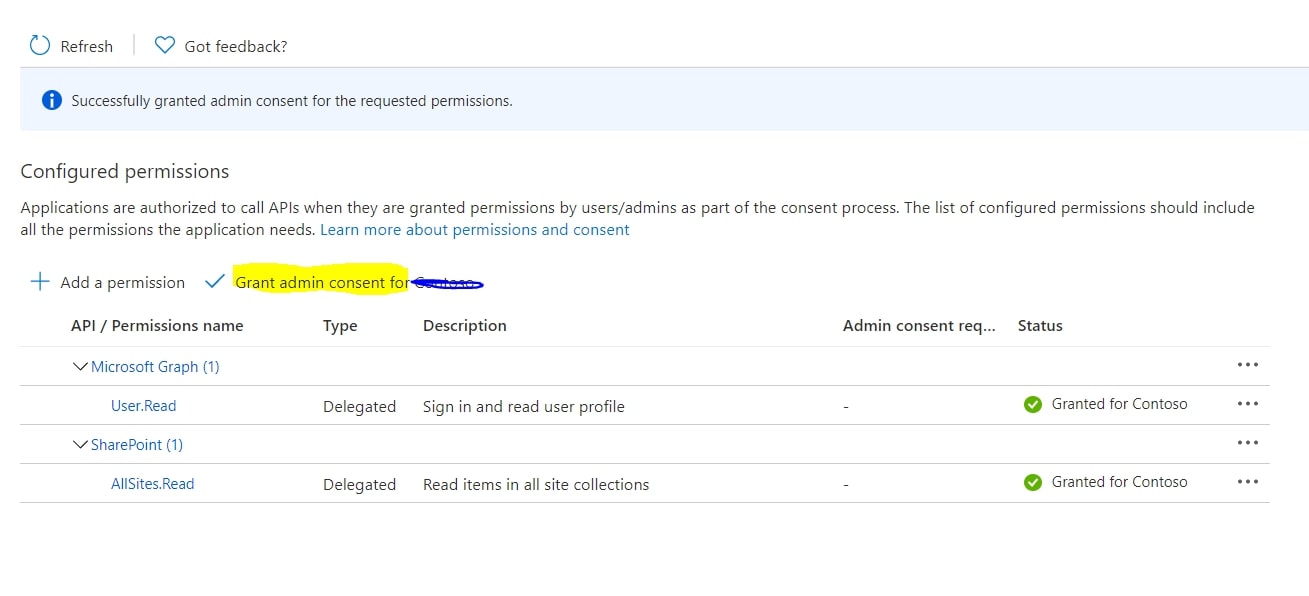 Refresh Got feedback?
Successfully granted admin consent for the requested permissions.
Configured permissions
Applications are authorized to call APIs when they are granted permissions by users/admins as part of the consent process. The list of configured permissions should include
all the permissions the application needs. Learn more about permissions and consent
Add a permission Grant admin consent for Contoso
API / Permissions name Type Description Admin consent req... Status
Microsoft Graph (1)
User.Read Delegated Sign in and read user profile - Granted for Contoso
SharePoint (1)
AllSites.Read Delegated Read items in all site collections - Granted for Contoso